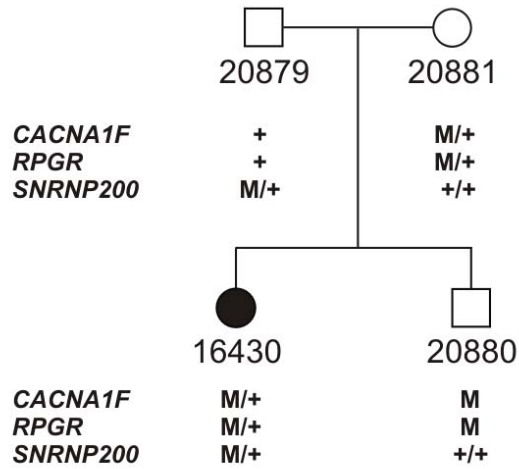 20879 20881
CACNA1F + M/+
RPGR + M/+
SNRNP200 M/+ +/+
16430 20880
CACNA1F M/+ M
RPGR M/+ M
SNRNP200 M/+ +/+